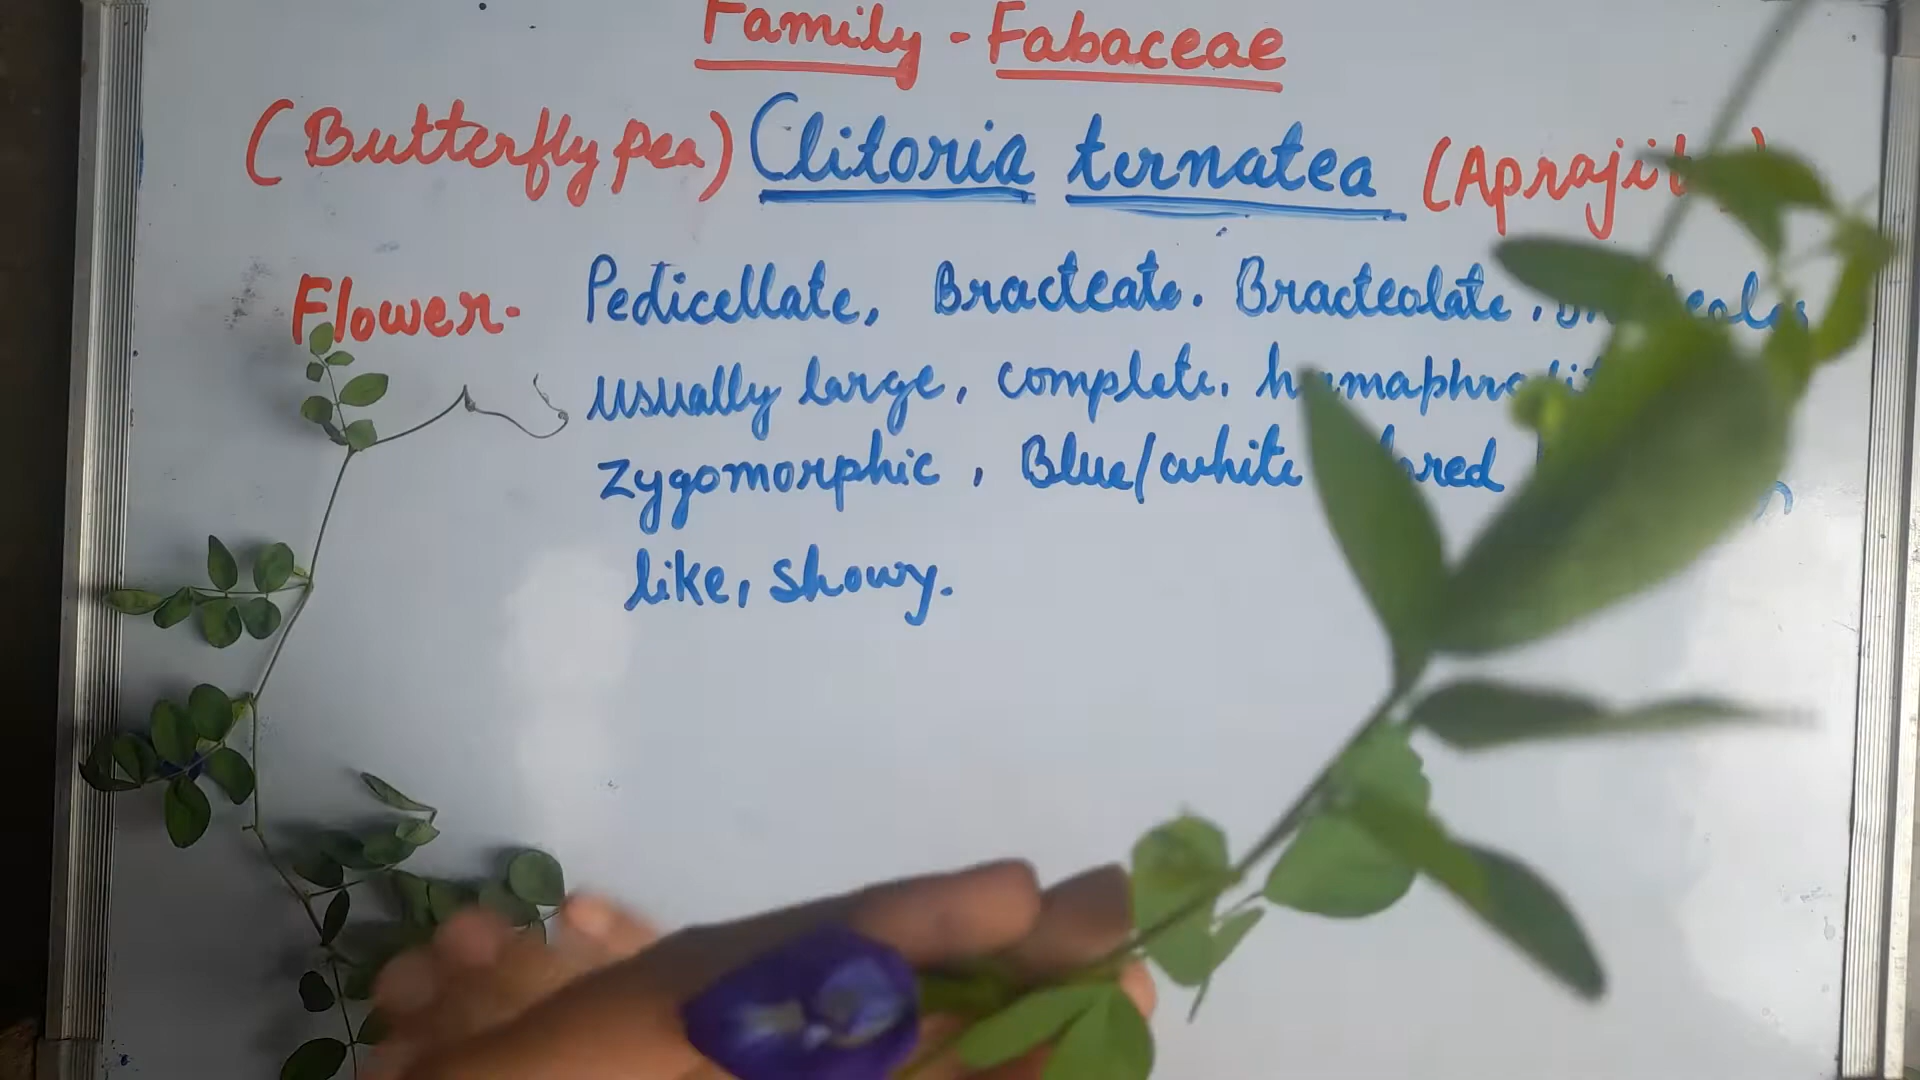 Family - Fabaceae
(Butterfly pea) Clitoria ternatea (Aprajit
Flower. Pedicellate, Bracteate. Bracteolate,
usually large, complete,
Zygomorphic, Blue/white
like, showy.